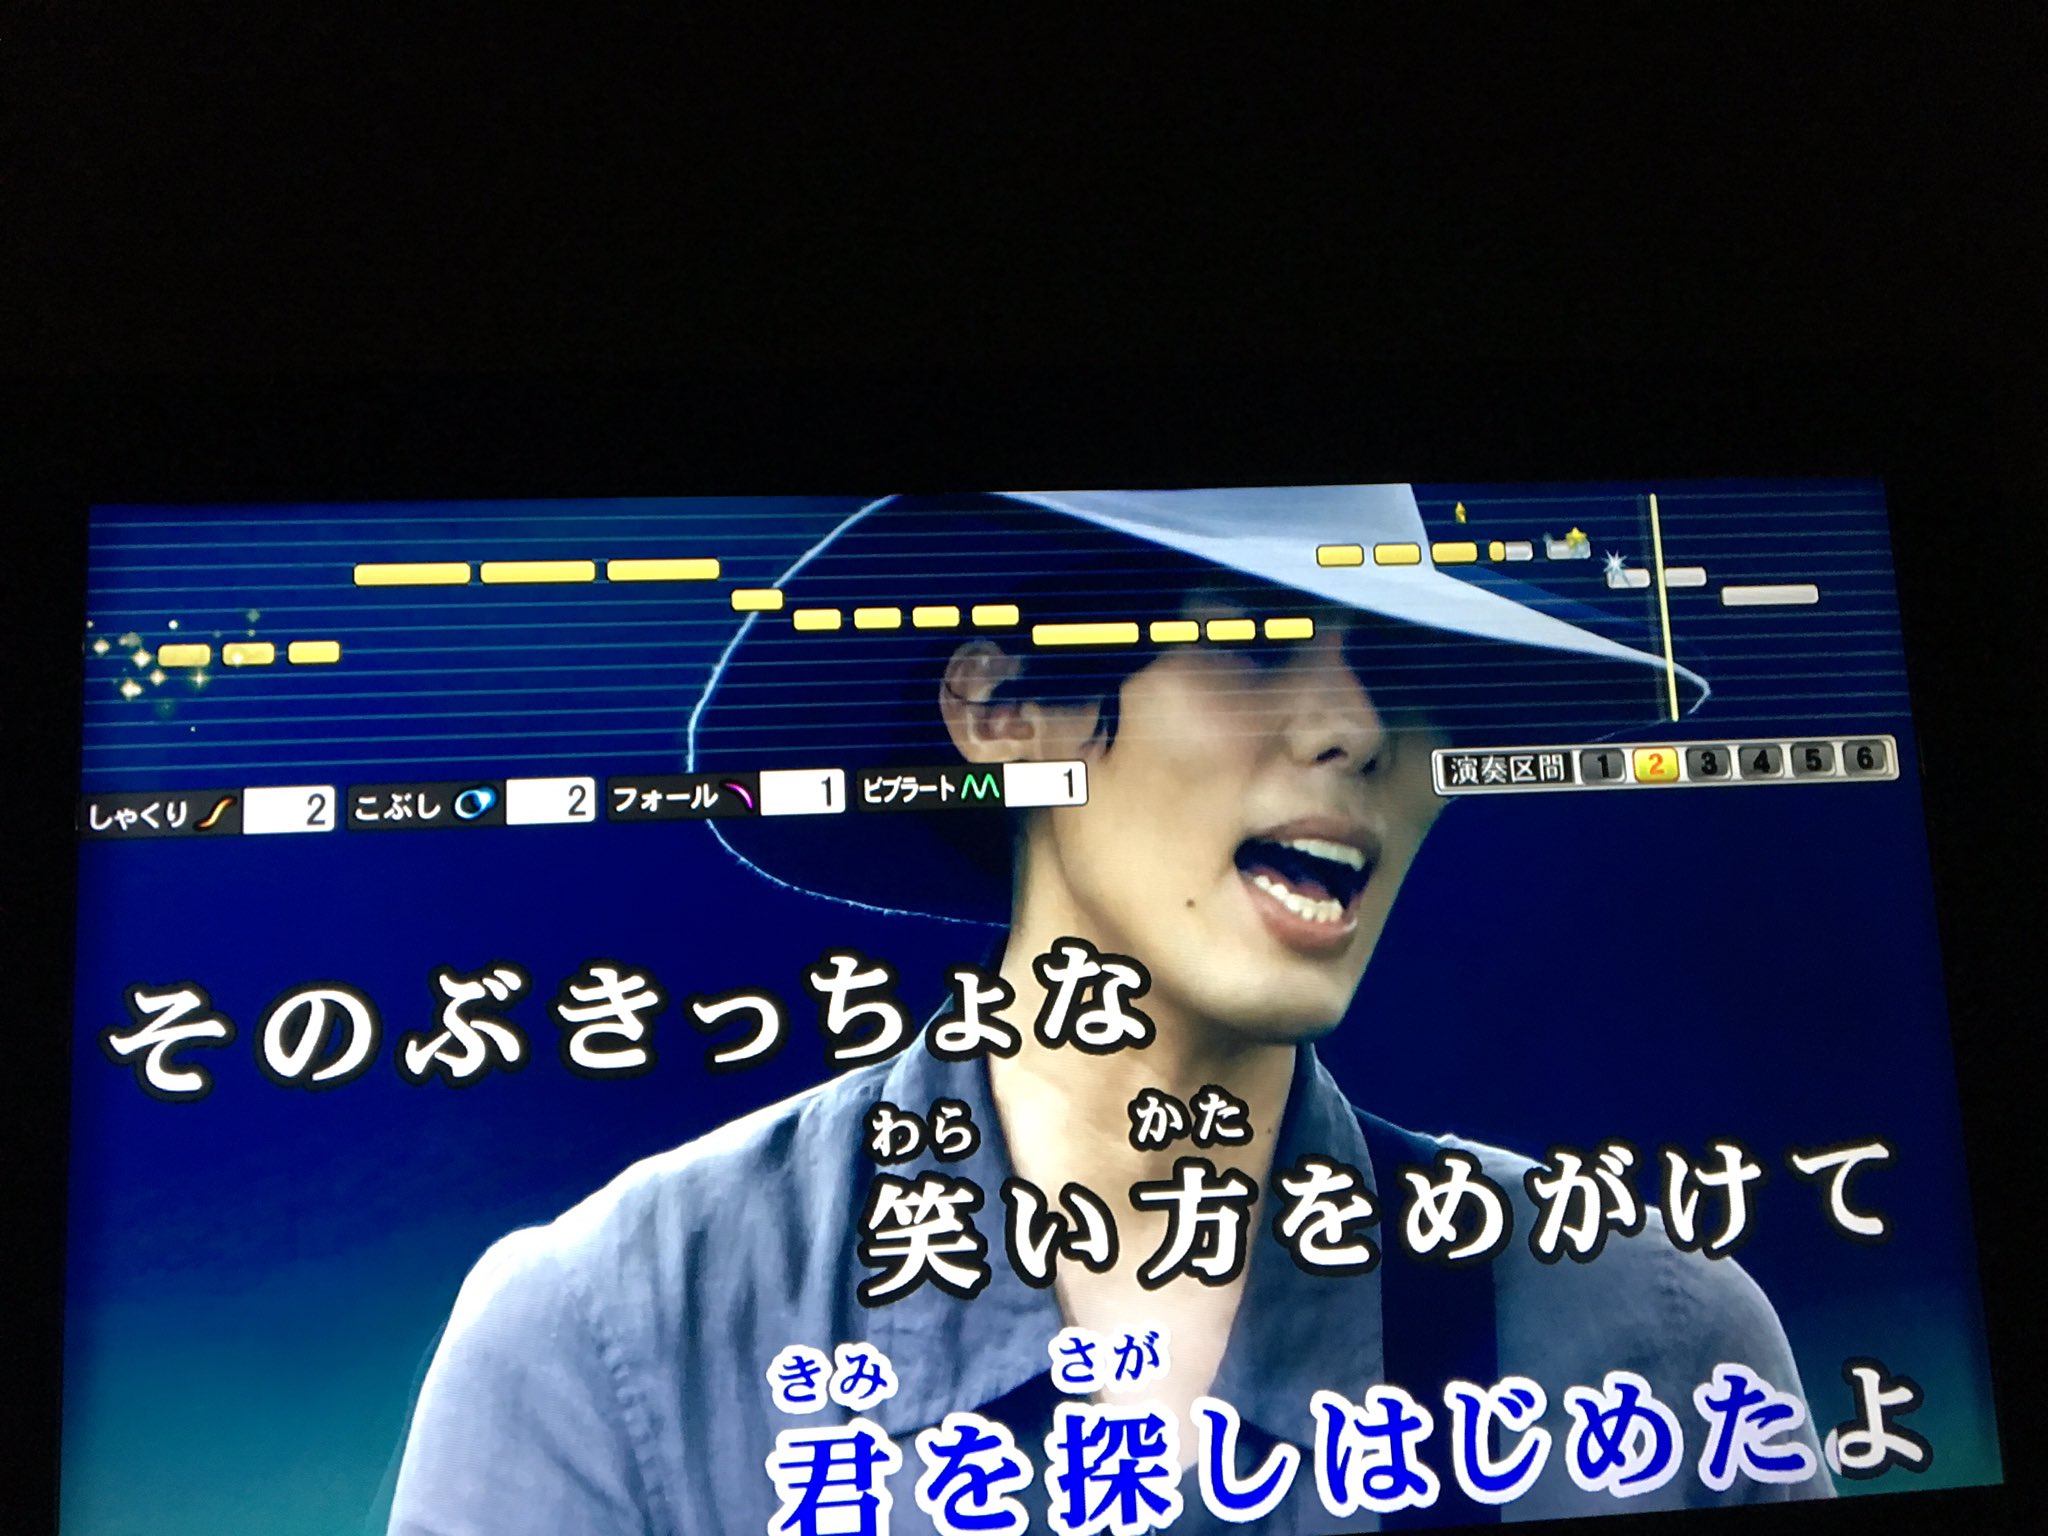 しゃくり 2 こぶし 2 フォール 1 ビブラート 1
演奏区間 1 2 3 4 5 6
そのぶきっちょな
わら かた
笑い方をめがけて
きみ さが
君を探しはじめたよ